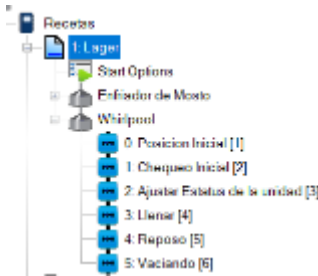 Recetas
1: Lager
Start Options
Enfriador de Mosto
Whirlpool
0: Posicion Inicial [1]
1: Chequeo Inicial [2]
2: Ajustar Estatus de la unidad [3]
3: Llenar [4]
4: Reposo [5]
5: Vaciando [6]